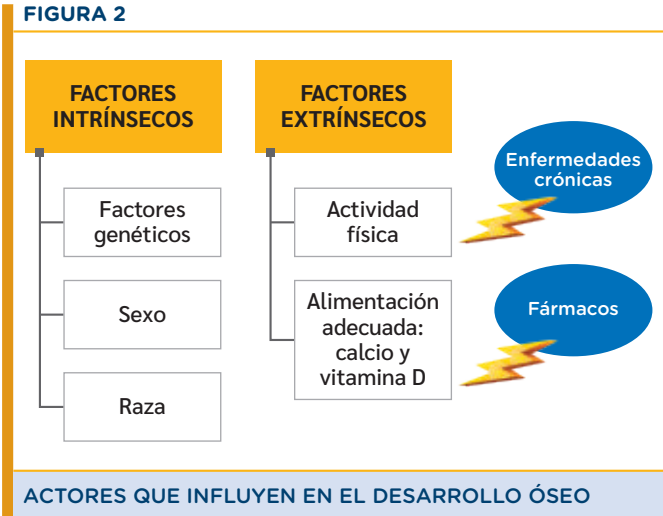 FIGURA 2
FACTORES
INTRÍNSECOS
Factores
genéticos
Sexo
Raza
FACTORES
EXTRÍNSECOS
Actividad
física
Alimentación
adecuada:
calcio y
vitamina D
Enfermedades
crónicas
Fármacos
ACTORES QUE INFLUYEN EN EL DESARROLLO ÓSEO